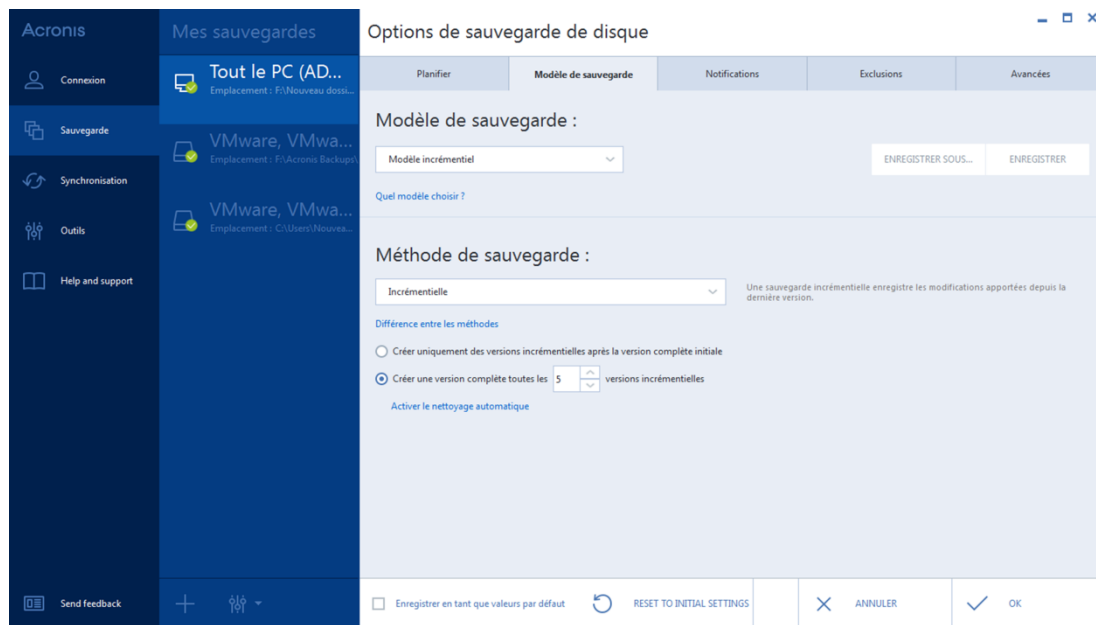 Acronis
Connexion
Sauvegarde
Synchronisation
Outils
Help and support
Send feedback
Mes sauvegardes
Tout le PC (AD...
Emplacement : F:\Nouveau dossi...
VMware, VMwa...
Emplacement : F:\Acronis Backups\
VMware, VMwa...
Emplacement : C:\Users\Nouvea...
Options de sauvegarde de disque
Planifier
Modèle de sauvegarde
Notifications
Exclusions
Avancées
Modèle de sauvegarde :
Modèle incrémentiel
ENREGISTRER SOUS...
ENREGISTRER
Quel modèle choisir ?
Méthode de sauvegarde :
Incrémentielle
Une sauvegarde incrémentielle enregistre les modifications apportées depuis la
dernière version.
Différence entre les méthodes
Créer uniquement des versions incrémentielles après la version complète initiale
Créer une version complète toutes les 5 versions incrémentielles
Activer le nettoyage automatique
Enregistrer en tant que valeurs par défaut
RESET TO INITIAL SETTINGS
ANNULER
OK